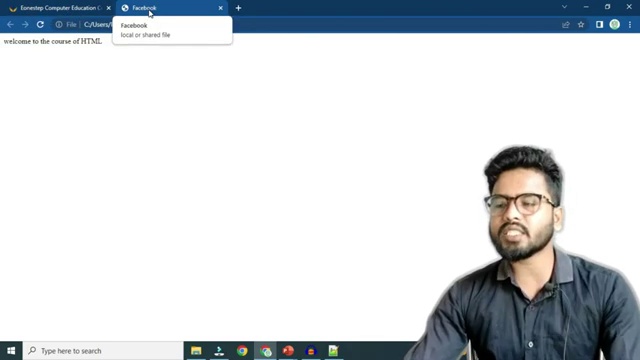 Eonestep Computer Education C
Facebook
File
C:/Users/
Facebook
local or shared file
welcome to the course of HTML
Type here to search